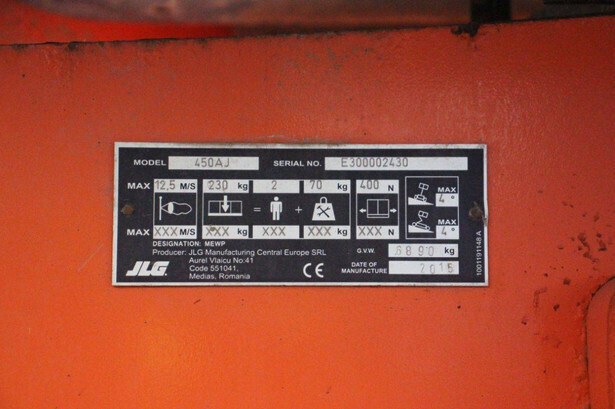 MODEL 450AJ SERIAL NO. E300002430
MAX 12,5 M/S 230 kg 2 70 kg 400 N MAX 4°
= +
MAX XXX M/S XXX kg XXX XXX kg XXX N MAX 4°
DESIGNATION: MEWP
Producer: JLG Manufacturing Central Europe SRL
Aurel Vlaicu No:41
Code 551041,
Medias, Romania
JLG
CE
G.V.W. 6890 kg
DATE OF MANUFACTURE 2015
1001191148 A